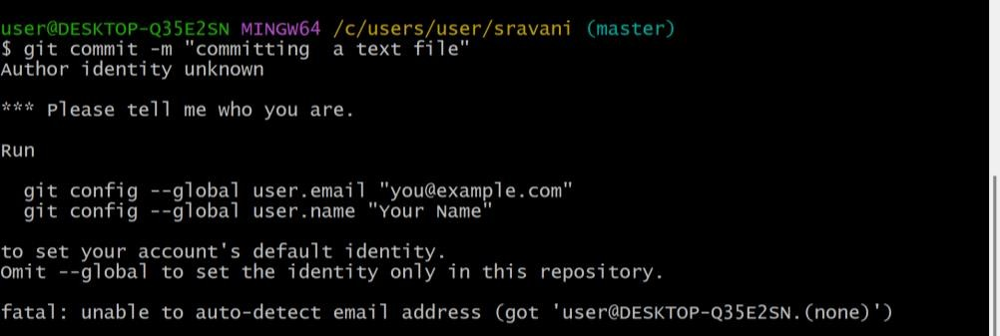 user@DESKTOP-Q35E2SN MINGW64 /c/users/user/sravani (master)
$ git commit -m "committing  a text file"
Author identity unknown
*** Please tell me who you are.
Run
  git config --global user.email "you@example.com"
  git config --global user.name "Your Name"
to set your account's default identity.
Omit --global to set the identity only in this repository.
fatal: unable to auto-detect email address (got 'user@DESKTOP-Q35E2SN.(none)')